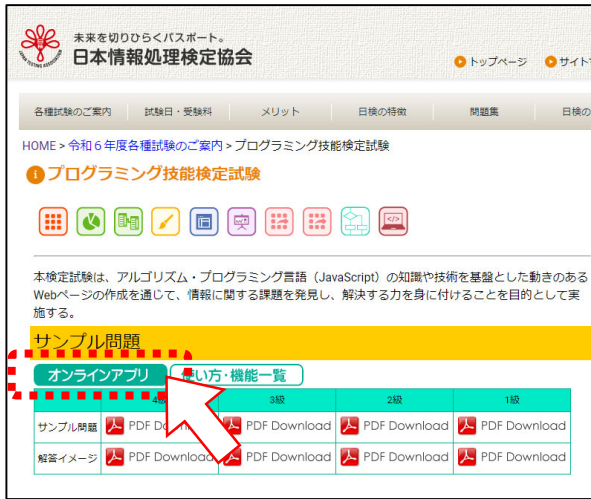 未来を切りひらくパスポート。
日本情報処理検定協会
トップページ サイト
各種試験のご案内 試験日・受験料 メリット 日検の特徴 問題集 日検の
HOME > 令和６年度各種試験のご案内 > プログラミング技能検定試験
プログラミング技能検定試験
本検定試験は、アルゴリズム・プログラミング言語（JavaScript）の知識や技術を基盤とした動きのある
Webページの作成を通じて、情報に関する課題を発見し、解決する力を身に付けることを目的として実
施する。
サンプル問題
オンラインアプリ 使い方・機能一覧
4級 3級 2級 1級
サンプル問題 PDF Download PDF Download PDF Download PDF Download
解答イメージ PDF Download PDF Download PDF Download PDF Download